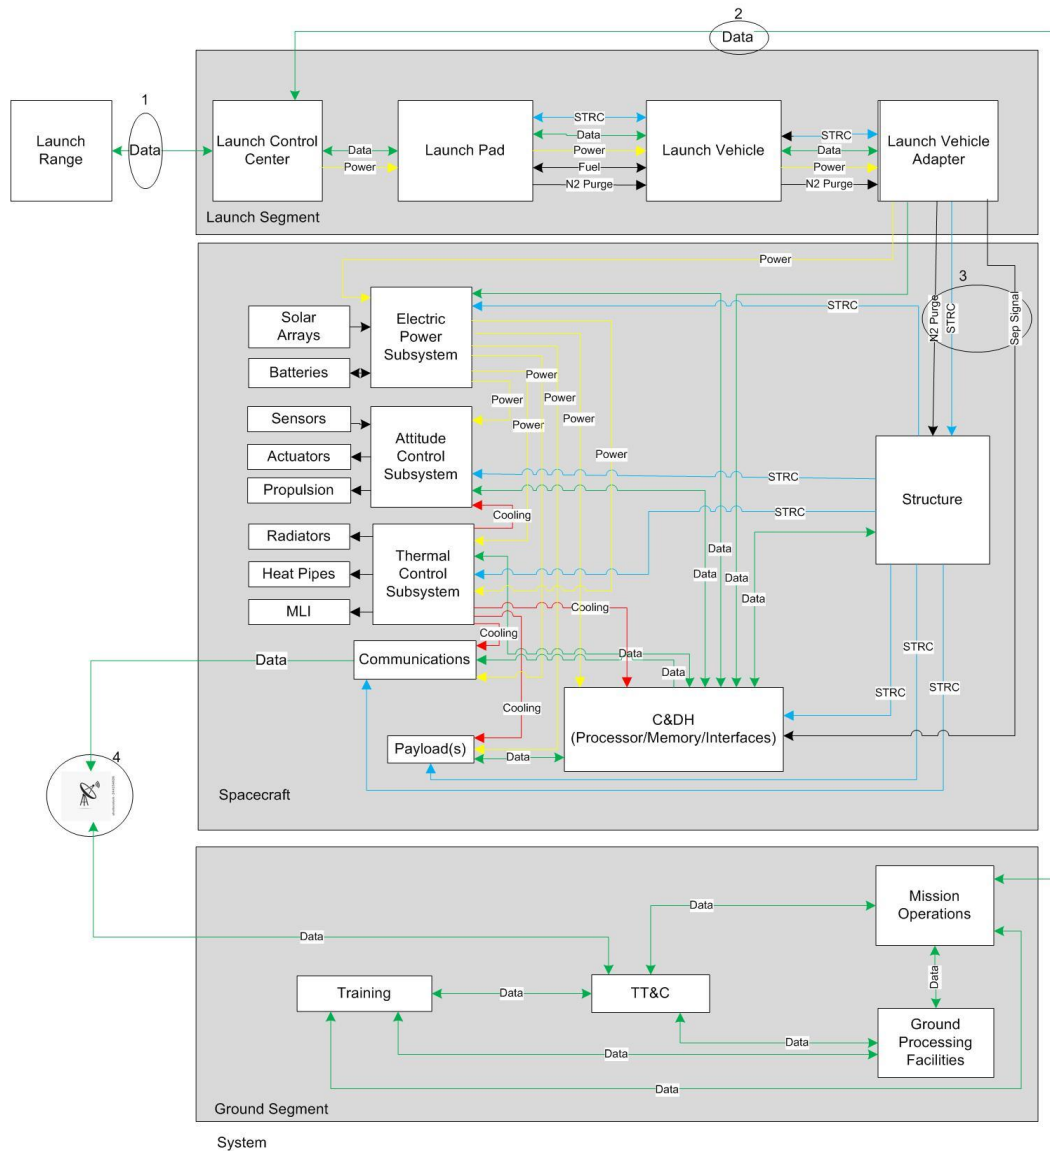 2
Data
1
Launch
Range
Data
Launch Control
Center
Data
Power
Launch Pad
STRC
Data
Power
Fuel
N2 Purge
Launch Vehicle
STRC
Data
Power
N2 Purge
Launch Vehicle
Adapter
Launch Segment
Power
3
N2 Purge
STRC
Sep Signal
STRC
Solar
Arrays
Batteries
Electric
Power
Subsystem
Power
Power
Power
Power
Power
Power
Sensors
Actuators
Propulsion
Attitude
Control
Subsystem
STRC
Structure
Cooling
STRC
Radiators
Heat Pipes
MLI
Thermal
Control
Subsystem
Data
Data
Data
Data
Cooling
Cooling
Data
Communications
Data
Data
STRC
STRC
STRC
Cooling
C&DH
(Processor/Memory/Interfaces)
Payload(s)
Data
4
Spacecraft
Mission
Operations
Data
Data
Data
Training
Data
TT&C
Ground
Processing
Facilities
Data
Data
Data
Ground Segment
System